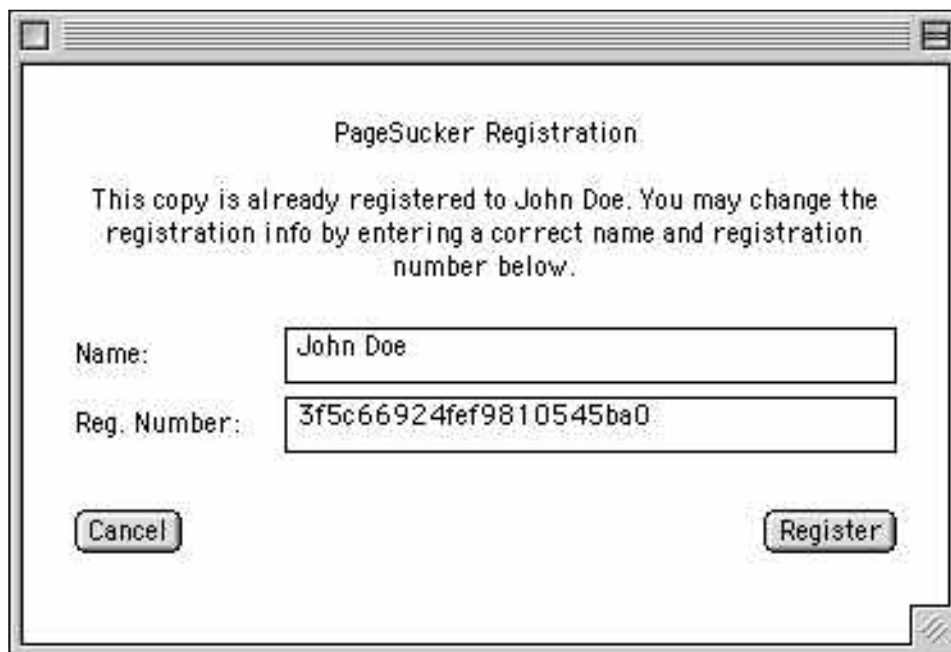 PageSucker Registration
This copy is already registered to John Doe. You may change the
registration info by entering a correct name and registration
number below.
Name:
John Doe
Reg. Number:
3f5c66924fef9810545ba0
Cancel
Register